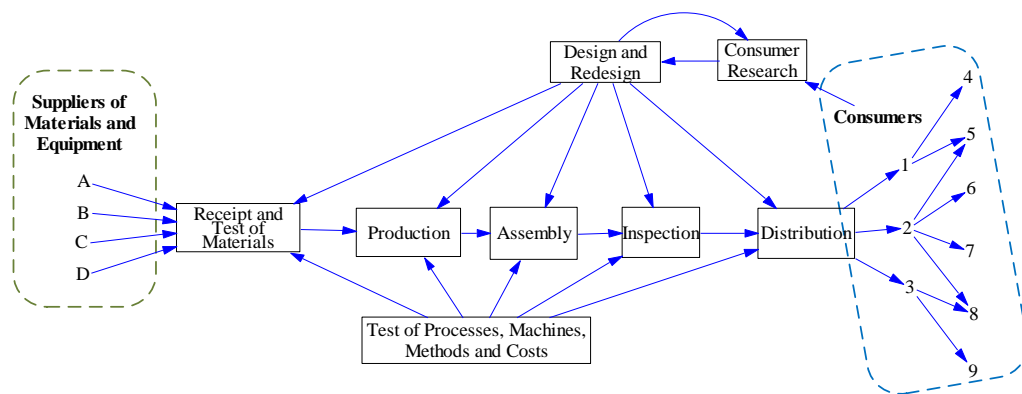 Design and
Redesign
Consumer
Research
Suppliers of
Materials and
Equipment
Consumers
A
B
C
D
Receipt and
Test of
Materials
Production
Assembly
Inspection
Distribution
1
2
3
4
5
6
7
8
9
Test of Processes, Machines,
Methods and Costs